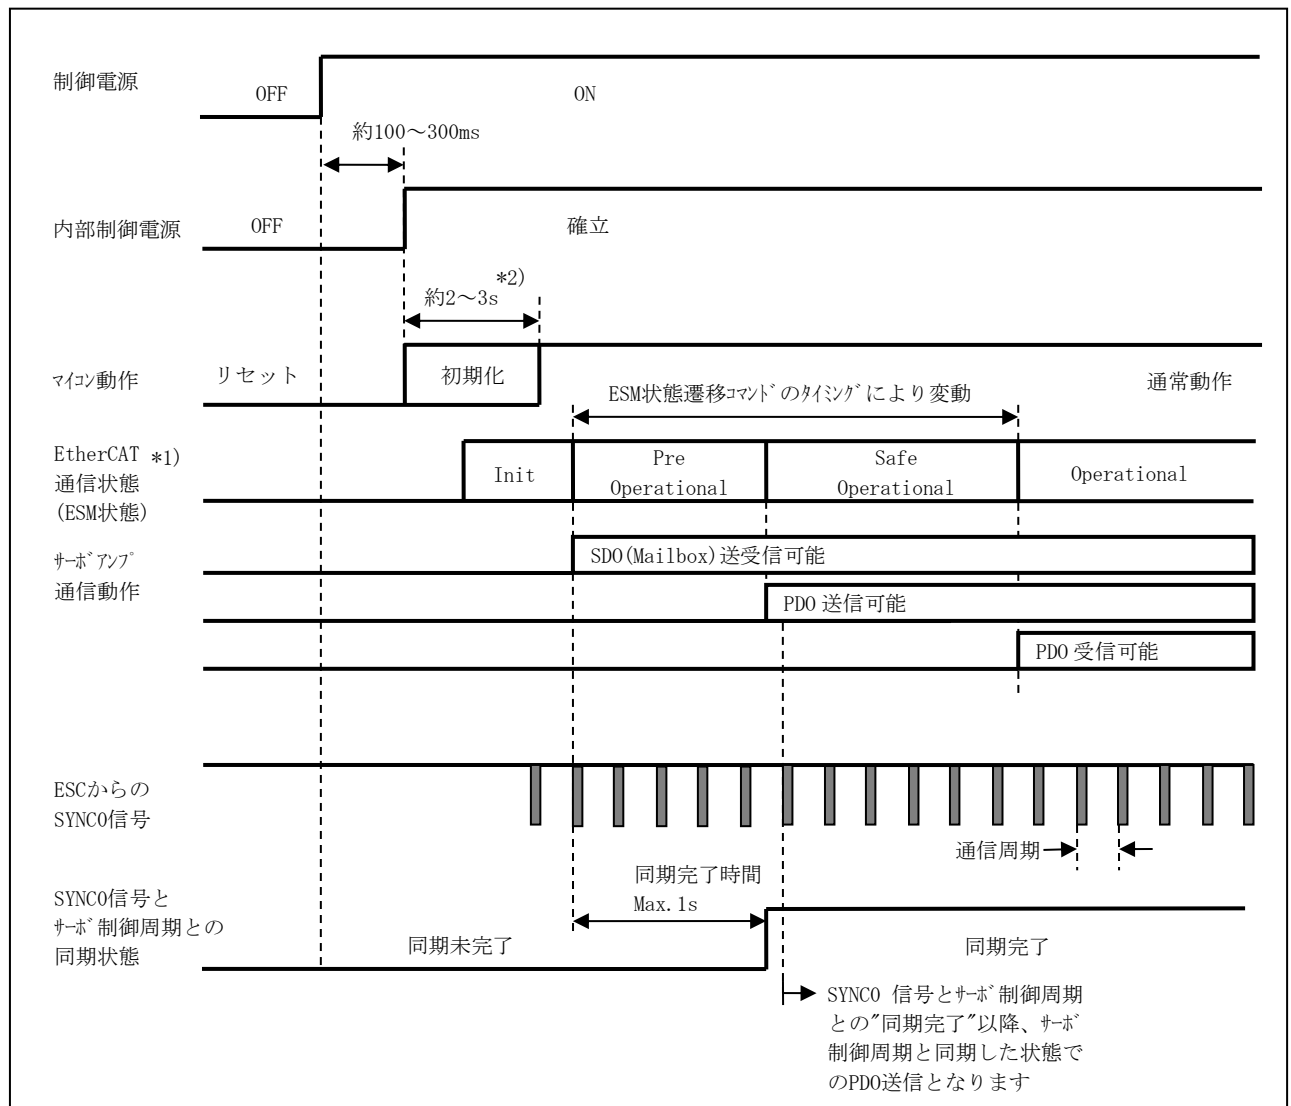 制御電源
OFF
ON
約100～300ms
内部制御電源
OFF
確立
*2)
約2～3s
マイコン動作
リセット
初期化
通常動作
ESM状態遷移コマンドのタイミングにより変動
EtherCAT *1)
通信状態
(ESM状態)
Init
Pre
Operational
Safe
Operational
Operational
サーボアンプ
通信動作
SDO(Mailbox)送受信可能
PDO 送信可能
PDO 受信可能
ESCからの
SYNC0信号
通信周期
同期完了時間
Max.1s
SYNC0信号と
サーボ制御周期との
同期状態
同期未完了
同期完了
SYNC0 信号とサーボ制御周期
との"同期完了"以降、サーボ
制御周期と同期した状態で
のPDO送信となります